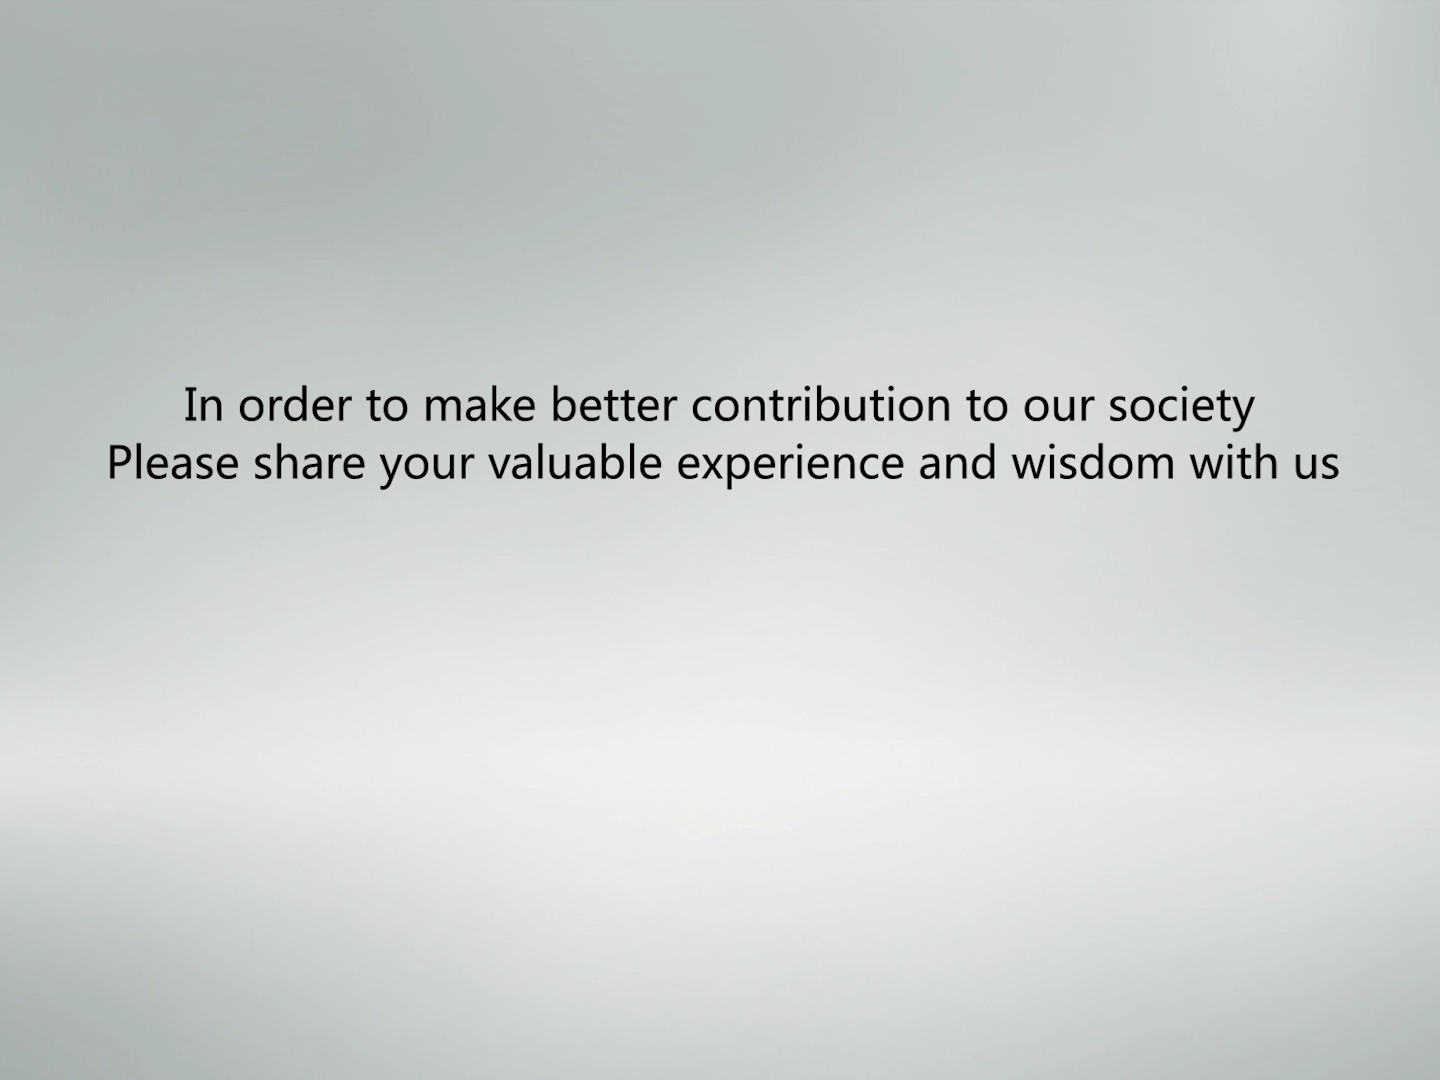 In order to make better contribution to our society
Please share your valuable experience and wisdom with us